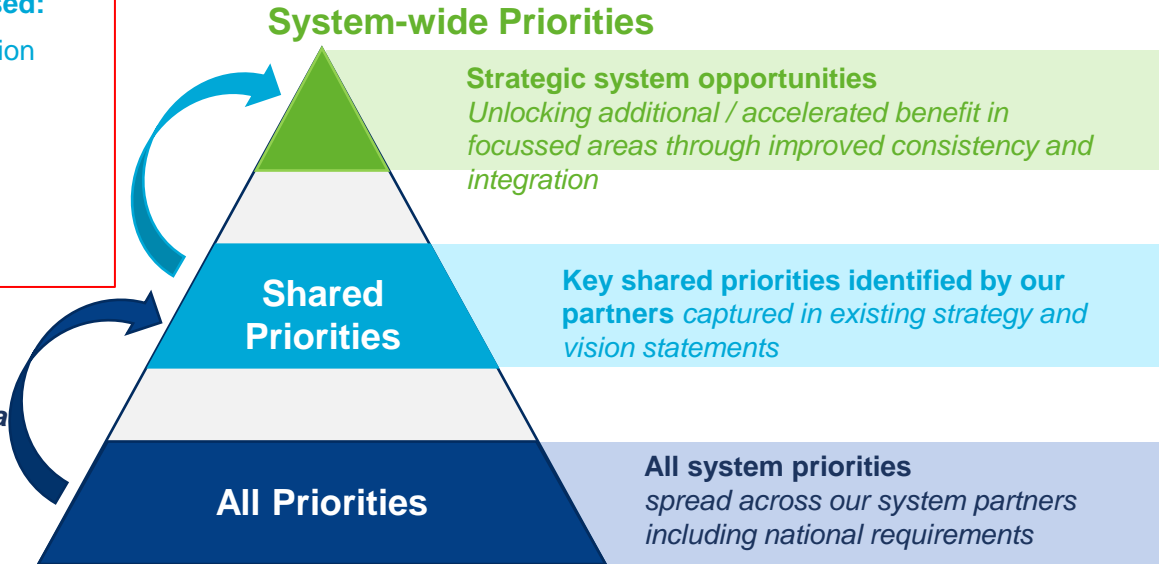 sed:
ion
System-wide Priorities
Strategic system opportunities
Unlocking additional / accelerated benefit in
focussed areas through improved consistency and
integration
Shared
Priorities
Key shared priorities identified by our
partners captured in existing strategy and
vision statements
a
All Priorities
All system priorities
spread across our system partners
including national requirements